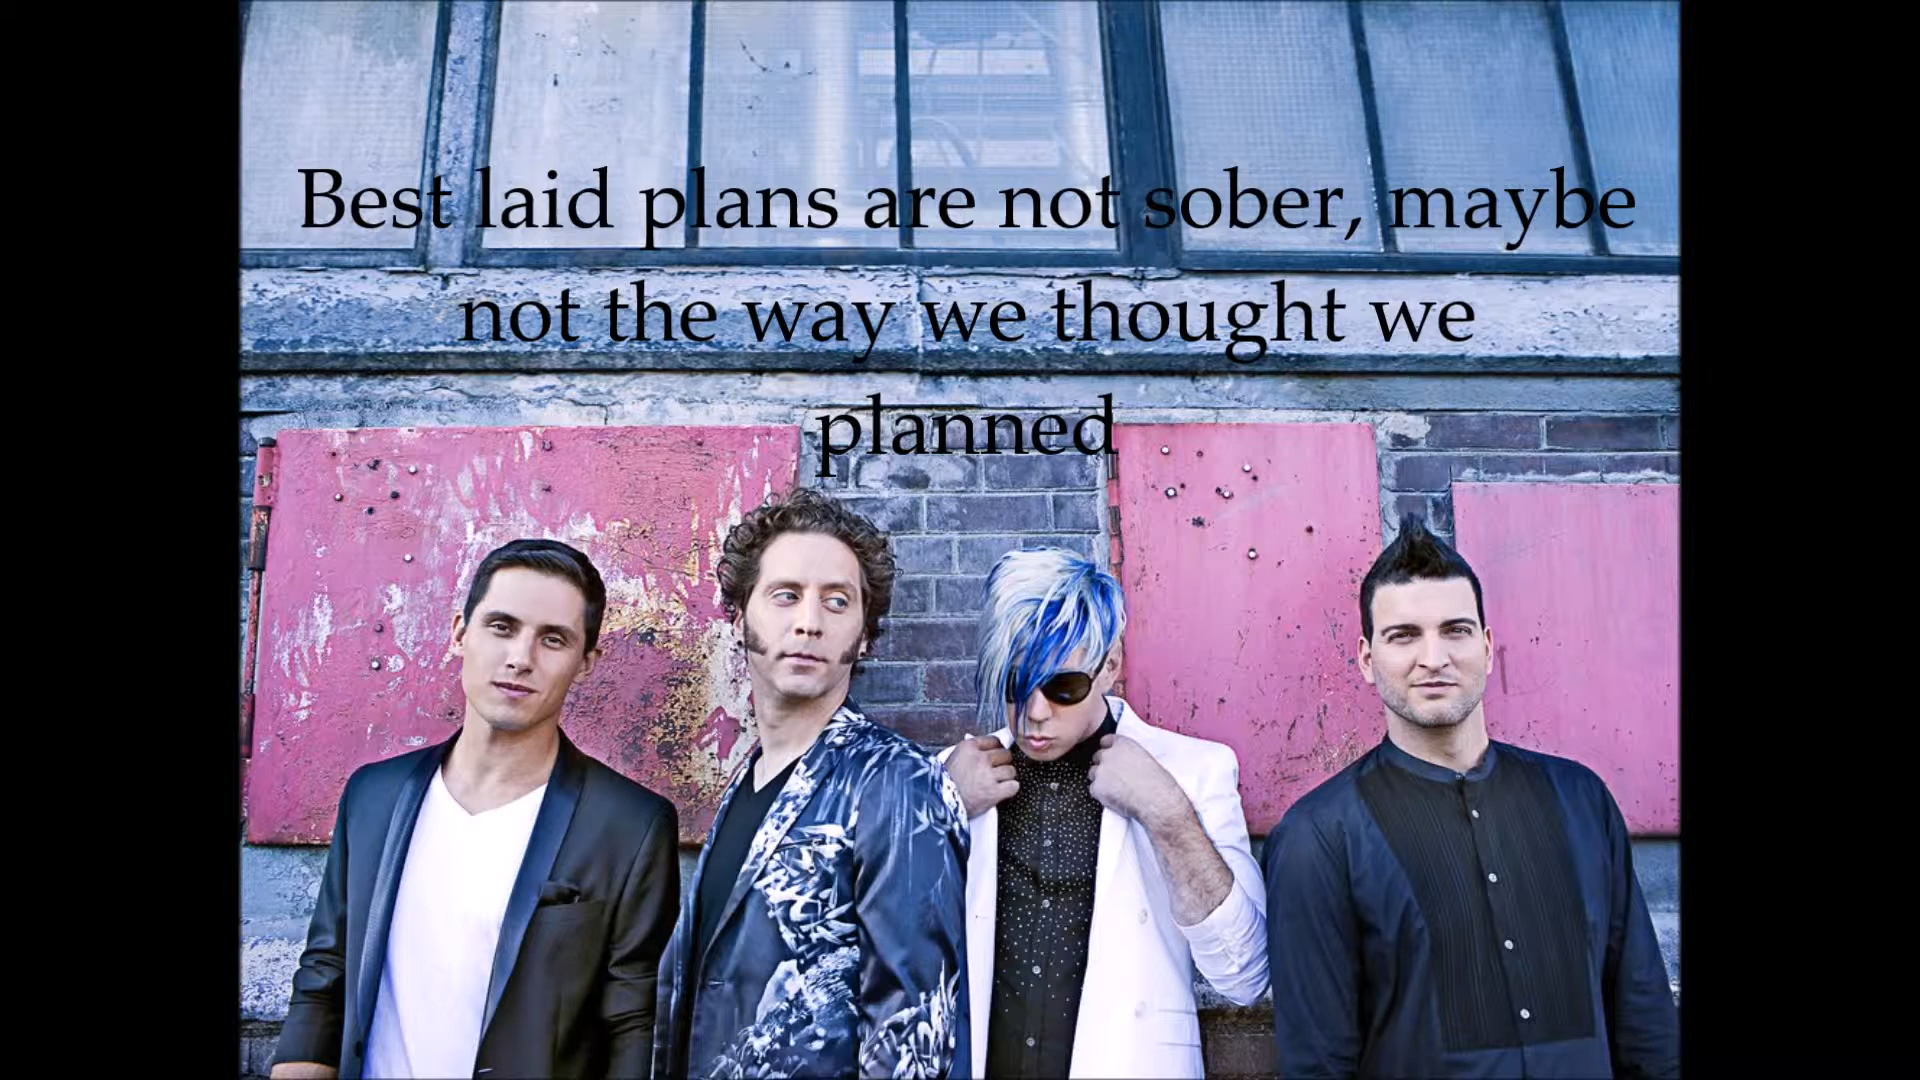 Best laid plans are not sober, maybe
not the way we thought we
planned